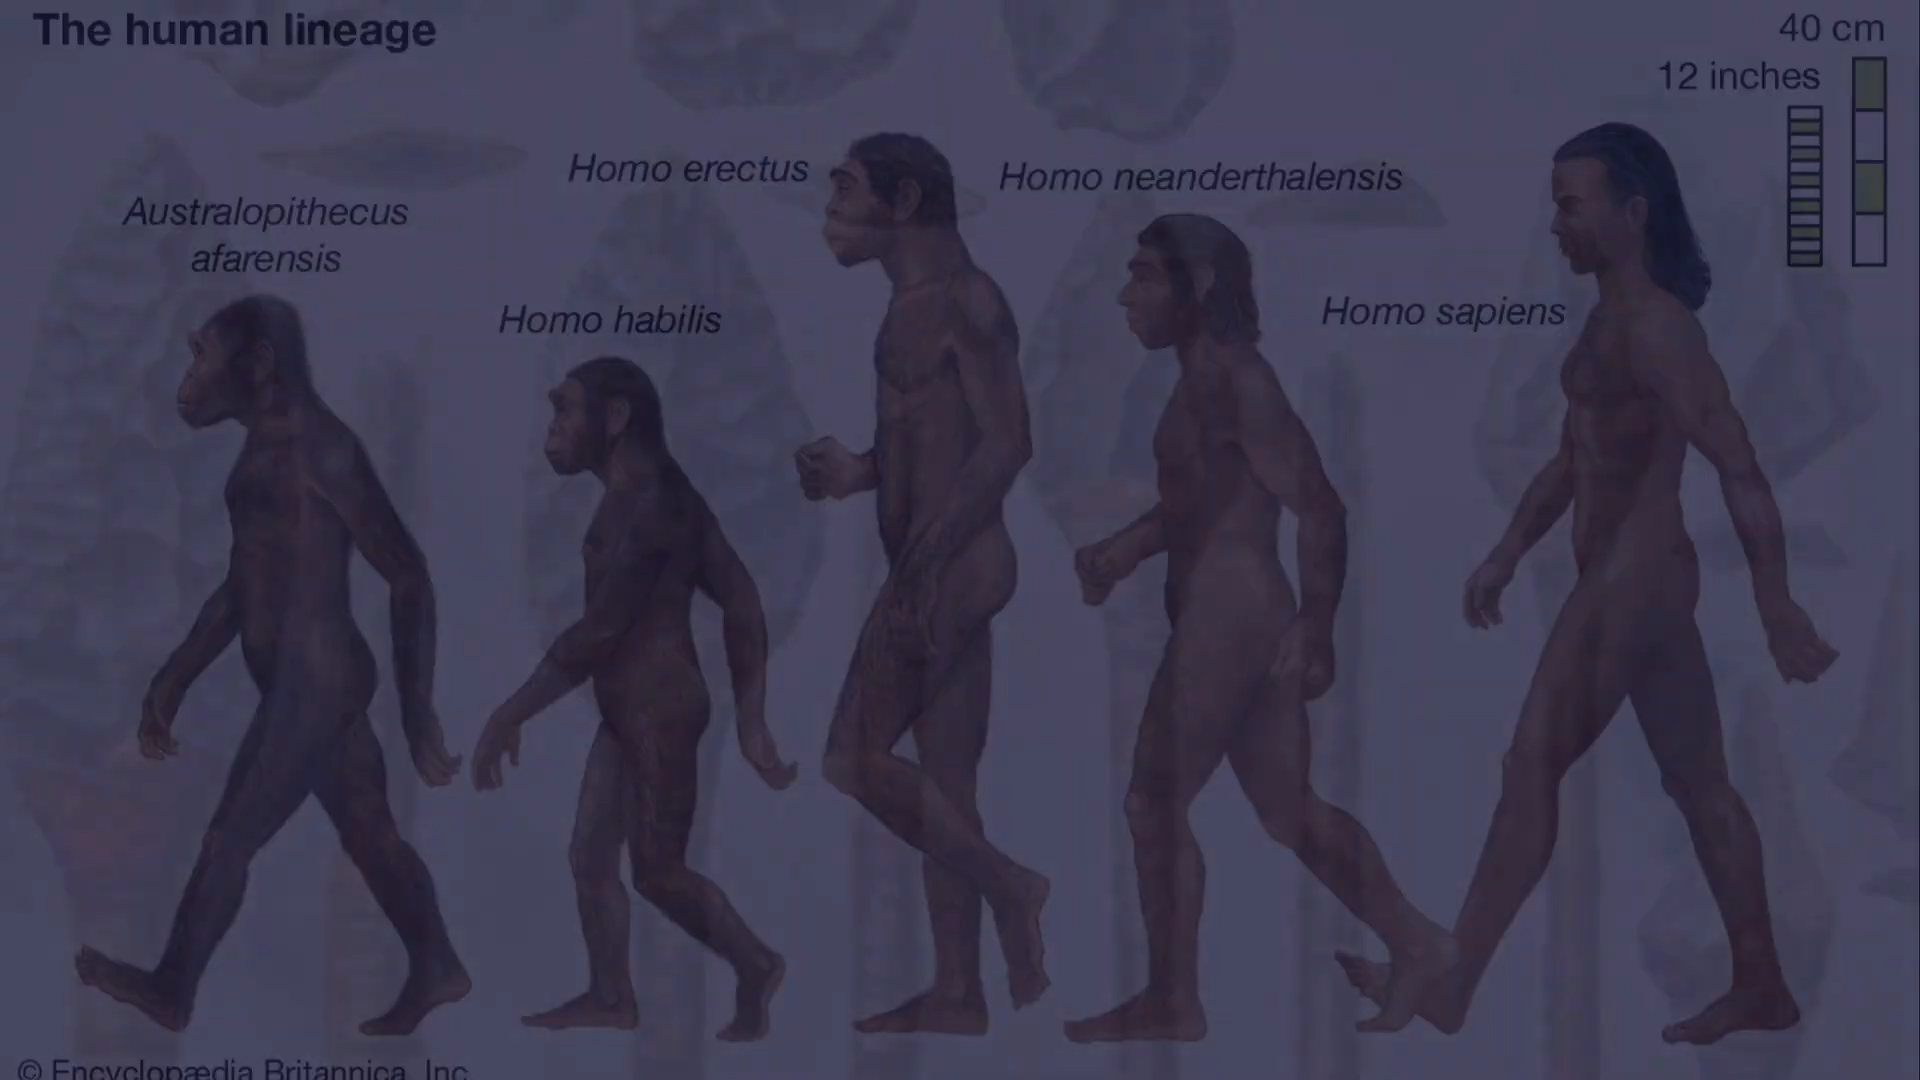 The human lineage
40 cm
12 inches
Homo erectus
Homo neanderthalensis
Australopithecus
afarensis
Homo habilis
Homo sapiens
© Encyclopædia Britannica, Inc.